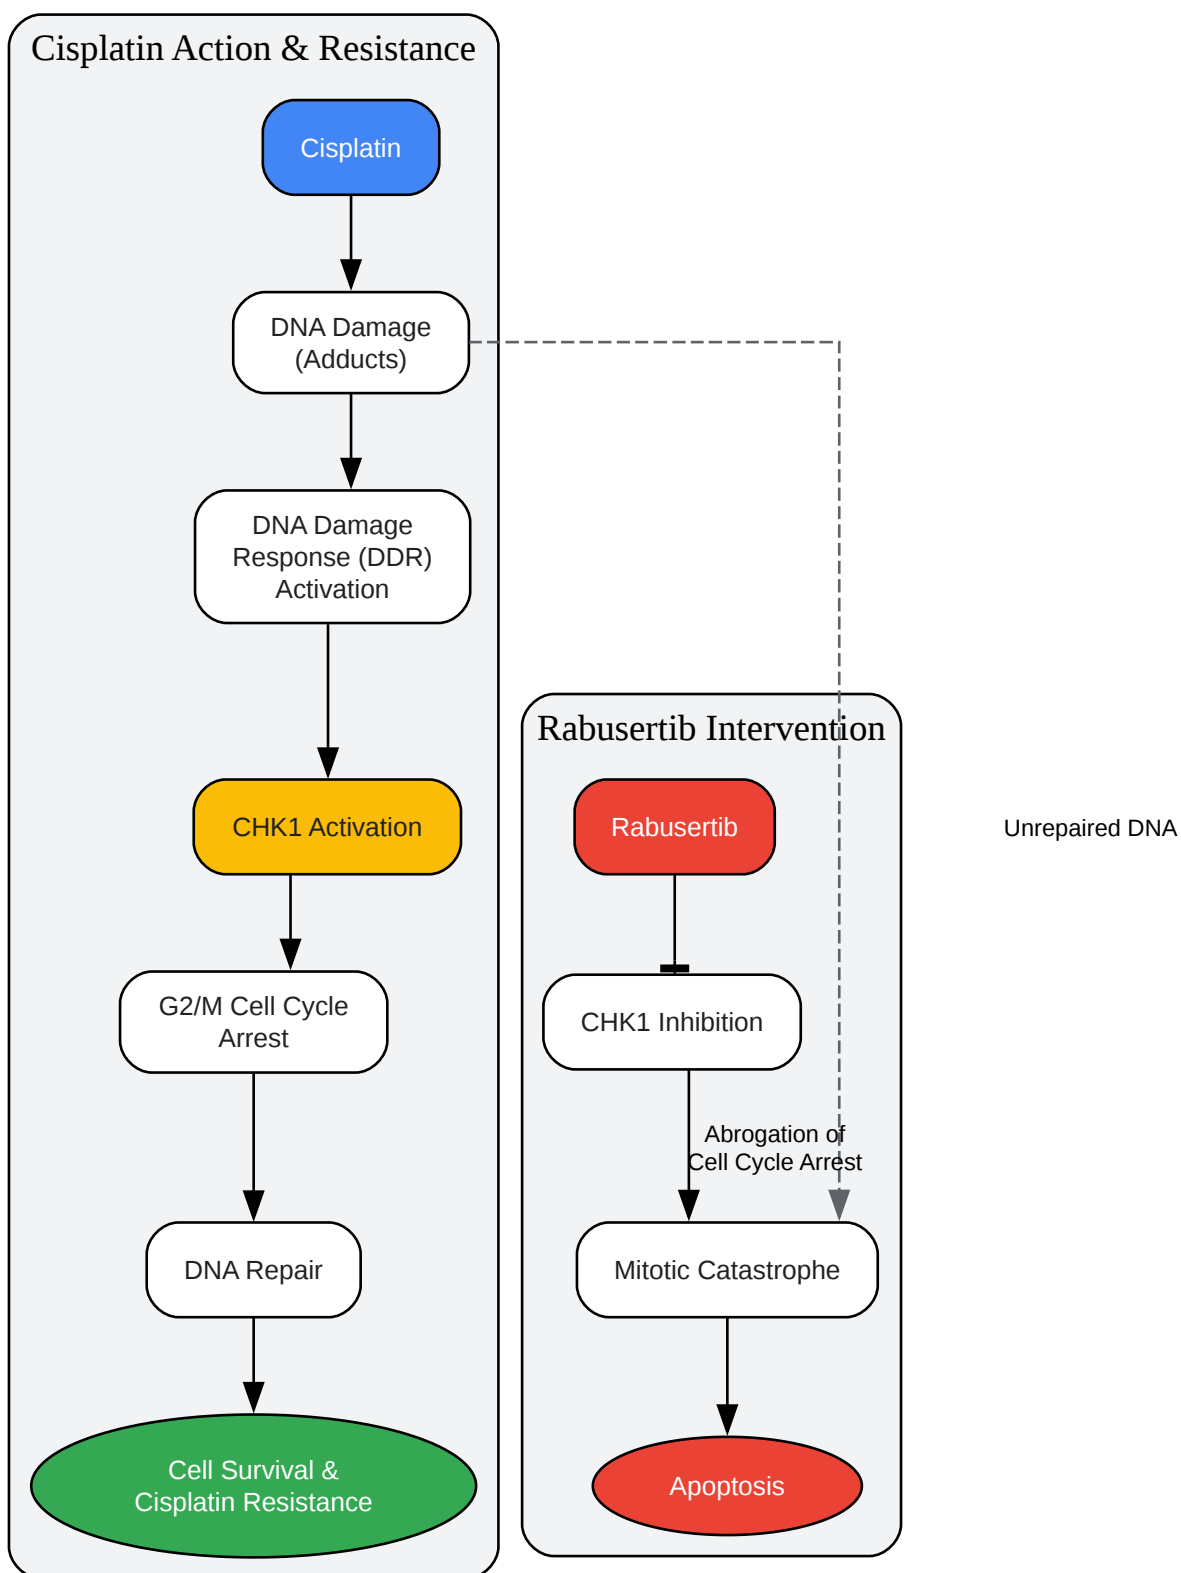 Cisplatin Action & Resistance
Cisplatin
DNA Damage
(Adducts)
DNA Damage
Response (DDR)
Activation
CHK1 Activation
G2/M Cell Cycle
Arrest
DNA Repair
Cell Survival &
Cisplatin Resistance
Rabusertib Intervention
Rabusertib
CHK1 Inhibition
Abrogation of
Cell Cycle Arrest
Mitotic Catastrophe
Apoptosis
Unrepaired DNA